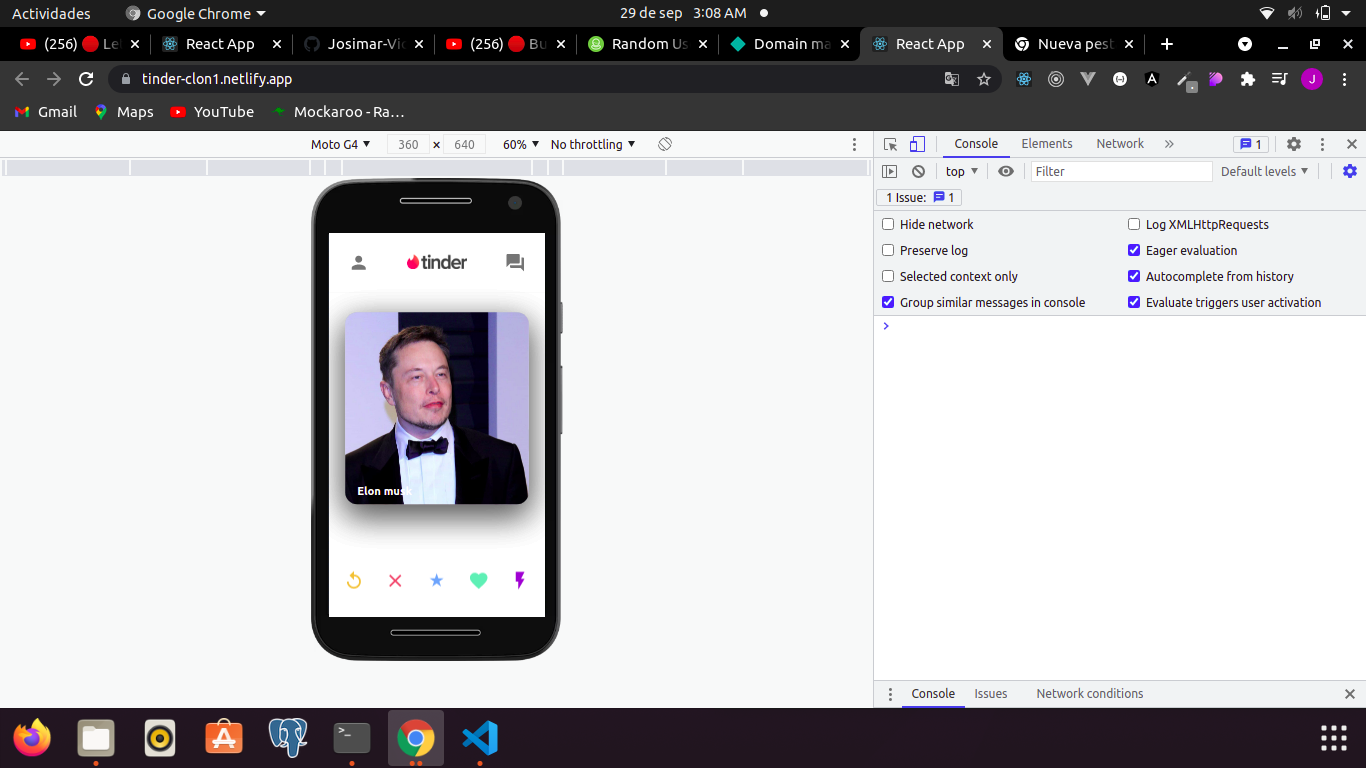 Actividades Google Chrome 29 de sep 3:08 AM
(256) Le React App Josimar-Vic (256) Bu Random Us Domain ma React App Nueva pest
tinder-clon1.netlify.app J
Gmail Maps YouTube Mockaroo - Ra…
Moto G4 360 × 640 60% No throttling
Console Elements Network » 1
top Filter Default levels
1 Issue: 1
Hide network Log XMLHttpRequests
Preserve log Eager evaluation
Selected context only Autocomplete from history
Group similar messages in console Evaluate triggers user activation
tinder
Elon musk
Console Issues Network conditions